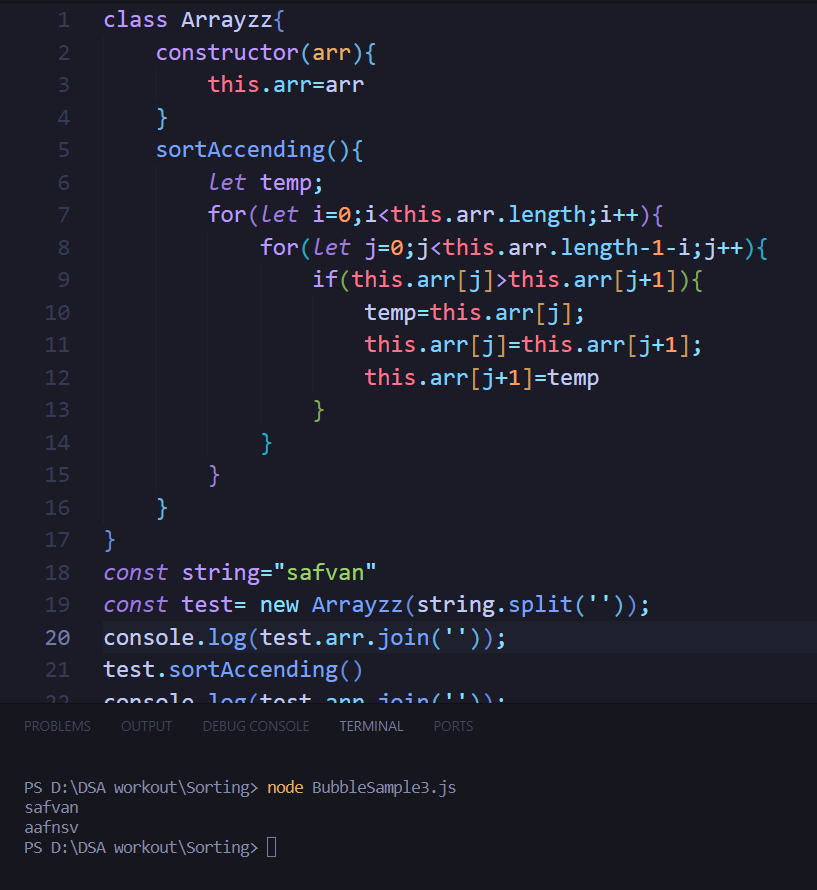 1 class Arrayzz{
2 constructor(arr){
3 this.arr=arr
4 }
5 sortAccending(){
6 let temp;
7 for(let i=0;i<this.arr.length;i++){
8 for(let j=0;j<this.arr.length-1-i;j++){
9 if(this.arr[j]>this.arr[j+1]){
10 temp=this.arr[j];
11 this.arr[j]=this.arr[j+1];
12 this.arr[j+1]=temp
13 }
14 }
15 }
16 }
17 }
18 const string="safvan"
19 const test= new Arrayzz(string.split(''));
20 console.log(test.arr.join(''));
21 test.sortAccending()
22 console.log(test.arr.join(''));
PROBLEMS OUTPUT DEBUG CONSOLE TERMINAL PORTS
PS D:\DSA workout\Sorting> node BubbleSample3.js
safvan
aafnsv
PS D:\DSA workout\Sorting>